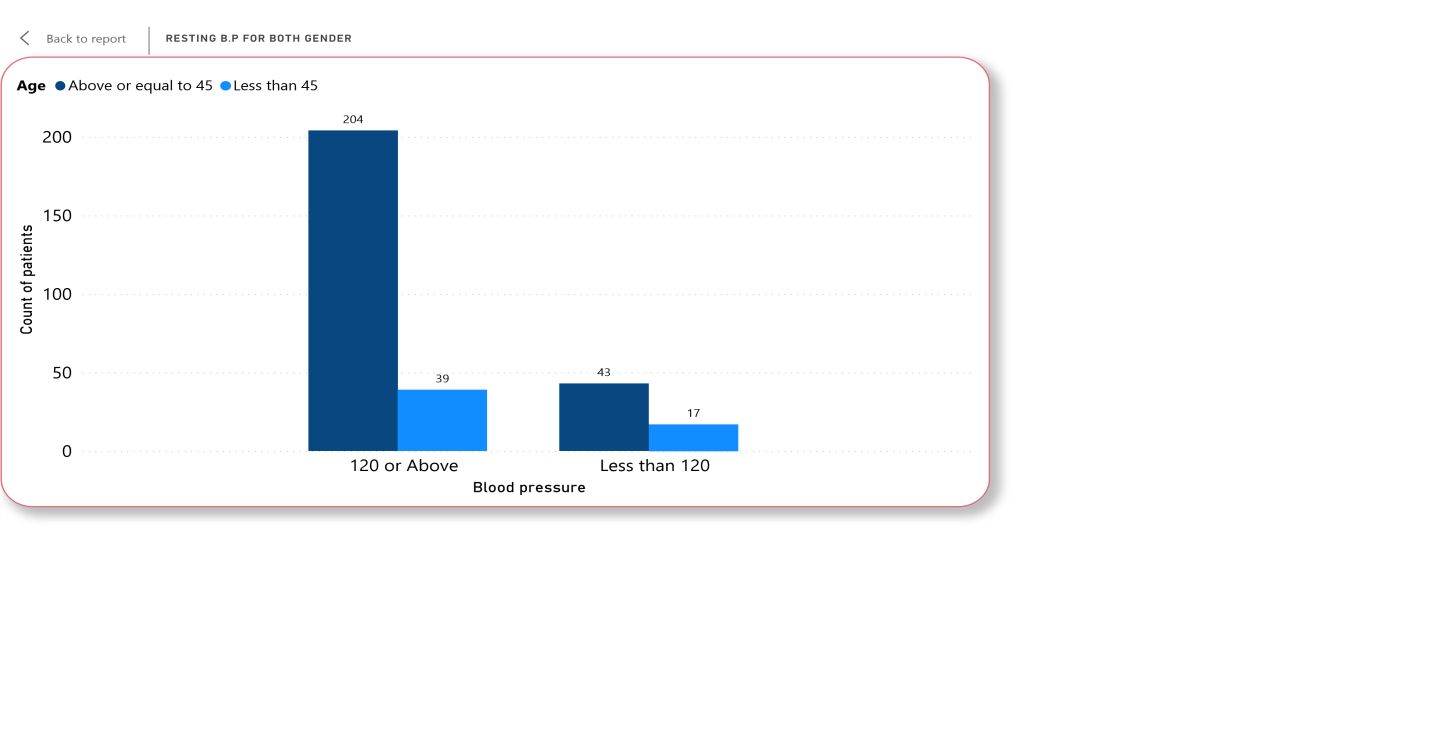 Back to report
RESTING B.P FOR BOTH GENDER
Age Above or equal to 45 Less than 45
204
200
150
100
50
43
39
17
0
Count of patients
120 or Above Less than 120
Blood pressure